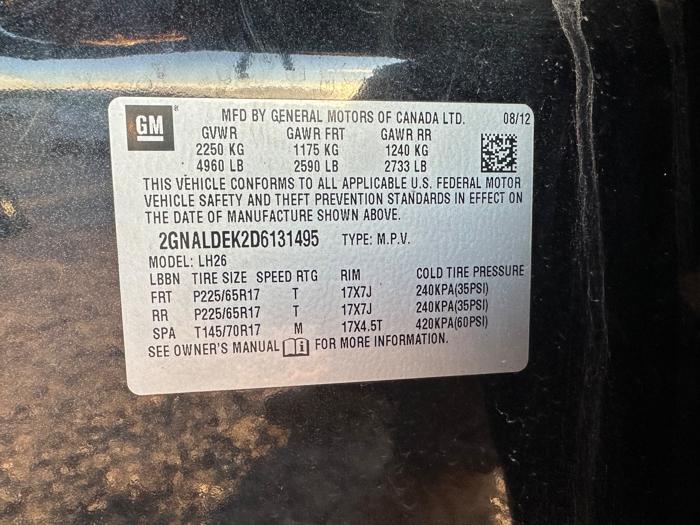 GM ® MFD BY GENERAL MOTORS OF CANADA LTD. 08/12
GVWR GAWR FRT GAWR RR
2250 KG 1175 KG 1240 KG
4960 LB 2590 LB 2733 LB
THIS VEHICLE CONFORMS TO ALL APPLICABLE U.S. FEDERAL MOTOR
VEHICLE SAFETY AND THEFT PREVENTION STANDARDS IN EFFECT ON
THE DATE OF MANUFACTURE SHOWN ABOVE.
2GNALDEK2D6131495 TYPE: M.P.V.
MODEL: LH26
LBBN TIRE SIZE SPEED RTG RIM COLD TIRE PRESSURE
FRT P225/65R17 T 17X7J 240KPA(35PSI)
RR P225/65R17 T 17X7J 240KPA(35PSI)
SPA T145/70R17 M 17X4.5T 420KPA(60PSI)
SEE OWNER'S MANUAL i FOR MORE INFORMATION.